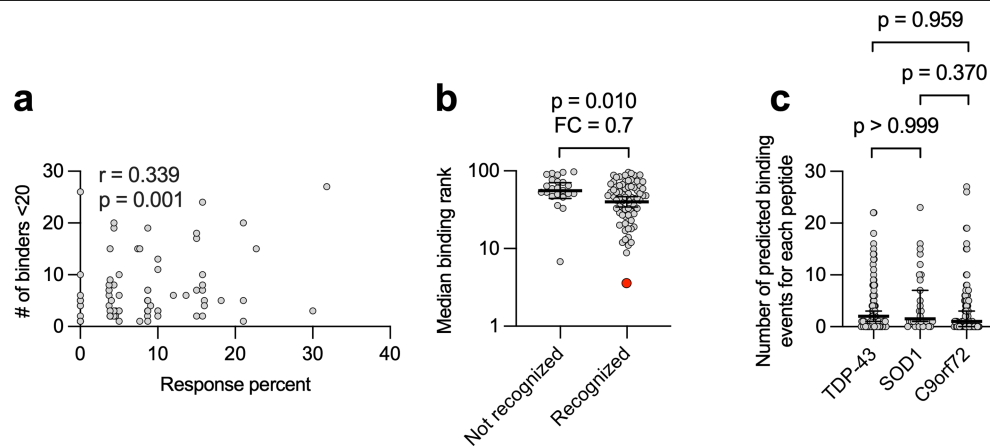 a
r = 0.339
p = 0.001
# of binders <20
30
20
10
0
0 10 20 30 40
Response percent
b
p = 0.010
FC = 0.7
Median binding rank
100
10
1
Not recognized
Recognized
c
p = 0.959
p = 0.370
p > 0.999
Number of predicted binding
events for each peptide
30
20
10
0
TDP-43
SOD1
C9orf72